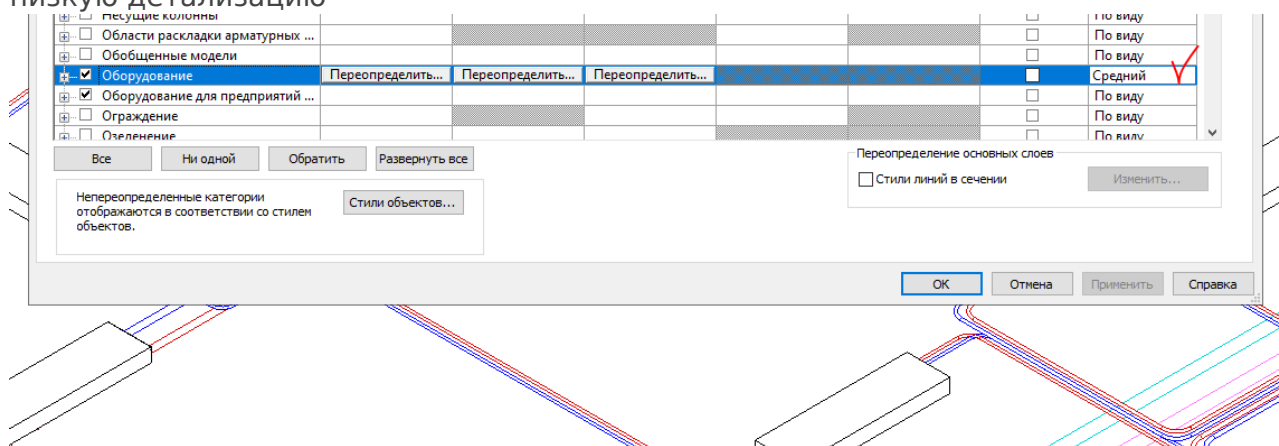 низкую детализацию
Несущие колонны По виду
Области раскладки арматурных ... По виду
Обобщенные модели По виду
Оборудование Переопределить... Переопределить... Переопределить... Средний
Оборудование для предприятий ... По виду
Ограждение По виду
Озеленение По виду
Все Ни одной Обратить Развернуть все
Переопределение основных слоев
Стили линий в сечении Изменить...
Непереопределенные категории
отображаются в соответствии со стилем
объектов.
Стили объектов...
OK Отмена Применить Справка